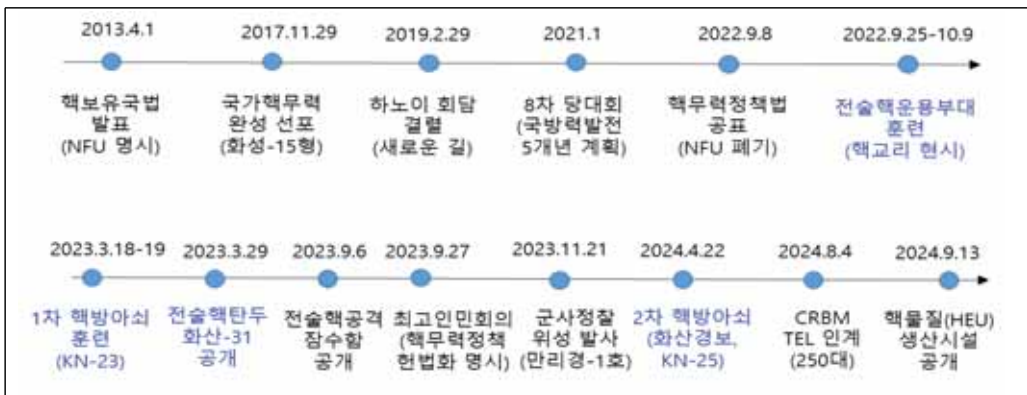 2013.4.1 2017.11.29 2019.2.29 2021.1 2022.9.8 2022.9.25-10.9
핵보유국법 국가핵무력 하노이 회담 8차 당대회 핵무력정책법 전술핵운용부대
발표 완성 선포 결렬 (국방력발전 공표 훈련
(NFU 명시) (화성-15형) (새로운 길) 5개년 계획) (NFU 폐기) (핵교리 현시)
2023.3.18-19 2023.3.29 2023.9.6 2023.9.27 2023.11.21 2024.4.22 2024.8.4 2024.9.13
1차 핵방아쇠 전술핵탄두 전술핵공격 최고인민회의 군사정찰 2차 핵방아쇠 CRBM 핵물질(HEU)
훈련 화산-31 잠수함 (핵무력정책 위성 발사 (화산경보, TEL 인계 생산시설
(KN-23) 공개 공개 헌법화 명시) (만리경-1호) KN-25) (250대) 공개